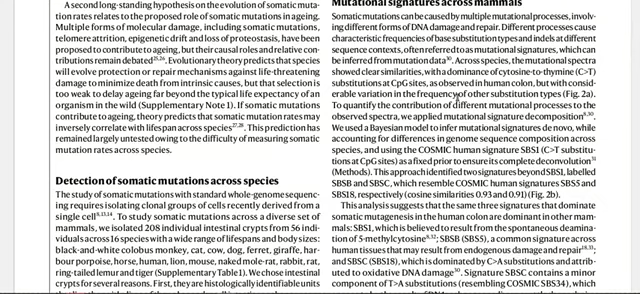 A second long-standing hypothesis on the evolution of somatic muta-
tion rates relates to the proposed role of somatic mutations in ageing.
Multiple forms of molecular damage, including somatic mutations,
telomere attrition, epigenetic drift and loss of proteostasis, have been
proposed to contribute to ageing, but their causal roles and relative con-
tributions remain debated25,26. Evolutionary theory predicts that species
will evolve protection or repair mechanisms against life-threatening
damage to minimize death from intrinsic causes, but that selection is
too weak to delay ageing far beyond the typical life expectancy of an
organism in the wild (Supplementary Note 1). If somatic mutations
contribute to ageing, theory predicts that somatic mutation rates may
inversely correlate with lifespan across species27,28. This prediction has
remained largely untested owing to the difficulty of measuring somatic
mutation rates across species.
Detection of somatic mutations across species
The study of somatic mutations with standard whole-genome sequenc-
ing requires isolating clonal groups of cells recently derived from a
single cell8,13,14. To study somatic mutations across a diverse set of
mammals, we isolated 208 individual intestinal crypts from 56 indi-
viduals across 16 species with a wide range of lifespans and body sizes:
black-and-white colobus monkey, cat, cow, dog, ferret, giraffe, har-
bour porpoise, horse, human, lion, mouse, naked mole-rat, rabbit, rat,
ring-tailed lemur and tiger (Supplementary Table 1). We chose intestinal
crypts for several reasons. First, they are histologically identifiable units
Mutational signatures across mammals
Somatic mutations can be caused by multiple mutational processes, involv-
ing different forms of DNA damage and repair. Different processes cause
characteristic frequencies of base substitution types and indels at different
sequence contexts, often referred to as mutational signatures, which can
be inferred from mutation data30. Across species, the mutational spectra
showed clear similarities, with a dominance of cytosine-to-thymine (C>T)
substitutions at CpG sites, as observed in human colon, but with consid-
erable variation in the frequency of other substitution types (Fig. 2a).
To quantify the contribution of different mutational processes to the
observed spectra, we applied mutational signature decomposition8,30.
We used a Bayesian model to infer mutational signatures de novo, while
accounting for differences in genome sequence composition across
species, and using the COSMIC human signature SBS1 (C>T substitu-
tions at CpG sites) as a fixed prior to ensure its complete deconvolution31
(Methods). This approach identified two signatures beyond SBS1, labelled
SBSB and SBSC, which resemble COSMIC human signatures SBS5 and
SBS18, respectively (cosine similarities 0.93 and 0.91) (Fig. 2b).
This analysis suggests that the same three signatures that dominate
somatic mutagenesis in the human colon are dominant in other mam-
mals: SBS1, which is believed to result from the spontaneous deamina-
tion of 5-methylcytosine9,32; SBSB (SBS5), a common signature across
human tissues that may result from endogenous damage and repair18,33;
and SBSC (SBS18), which is dominated by C>A substitutions and attrib-
uted to oxidative DNA damage30. Signature SBSC contains a minor
component of T>A substitutions (resembling COSMIC SBS34), which